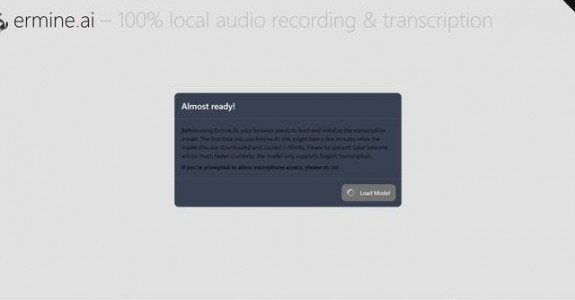 ermine.ai – 100% local audio recording & transcription
Almost ready!
Before using Ermine.AI, your browser needs to load and initialize the transcription
model. The first time you use Ermine.AI, this might take a few minutes while the
model files are downloaded and cached (~50mb). Please be patient! Later sessions
will be much faster. Currently, the model only supports English transcription.
If you're prompted to allow microphone access, please do so!
Load Model